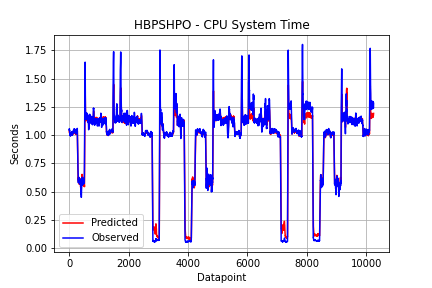 HBPSHPO - CPU System Time
1.75
1.50
1.25
1.00
0.75
0.50
0.25
0.00
Seconds
Predicted
Observed
0 2000 4000 6000 8000 10000
Datapoint